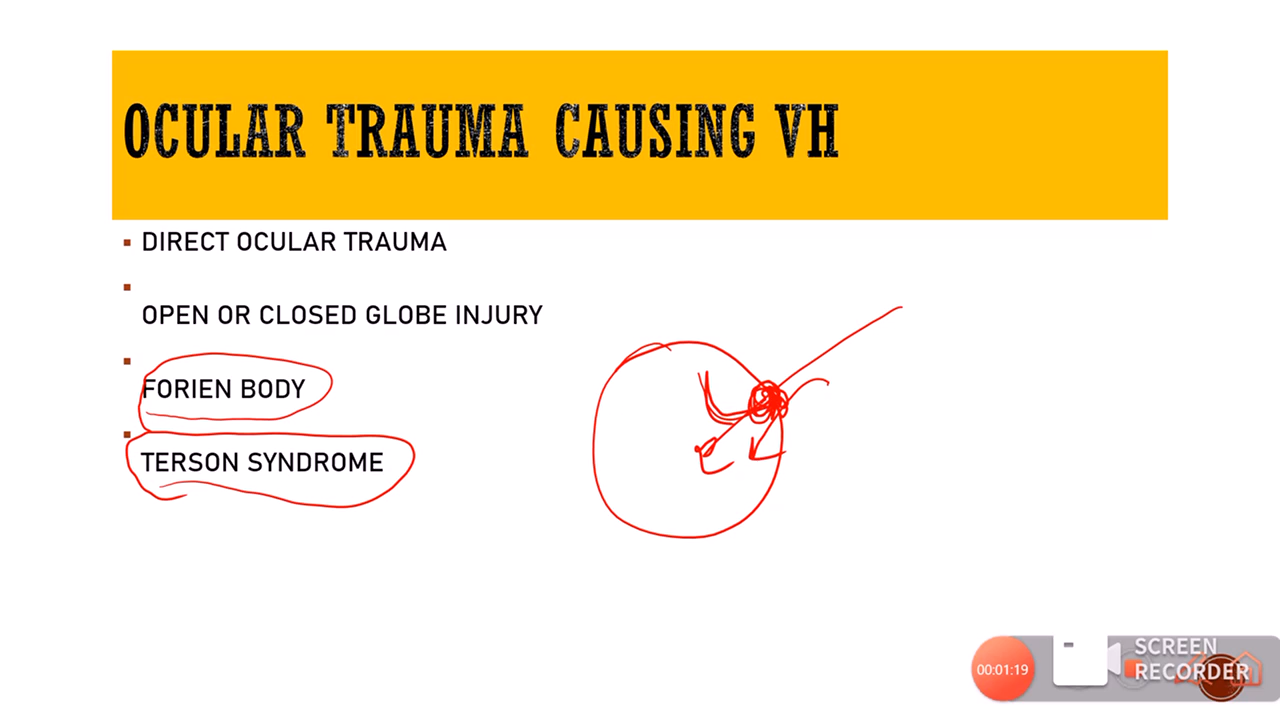 OCULAR TRAUMA CAUSING VH
DIRECT OCULAR TRAUMA
OPEN OR CLOSED GLOBE INJURY
FORIEN BODY
TERSON SYNDROME
00:01:19
SCREEN
RECORDER